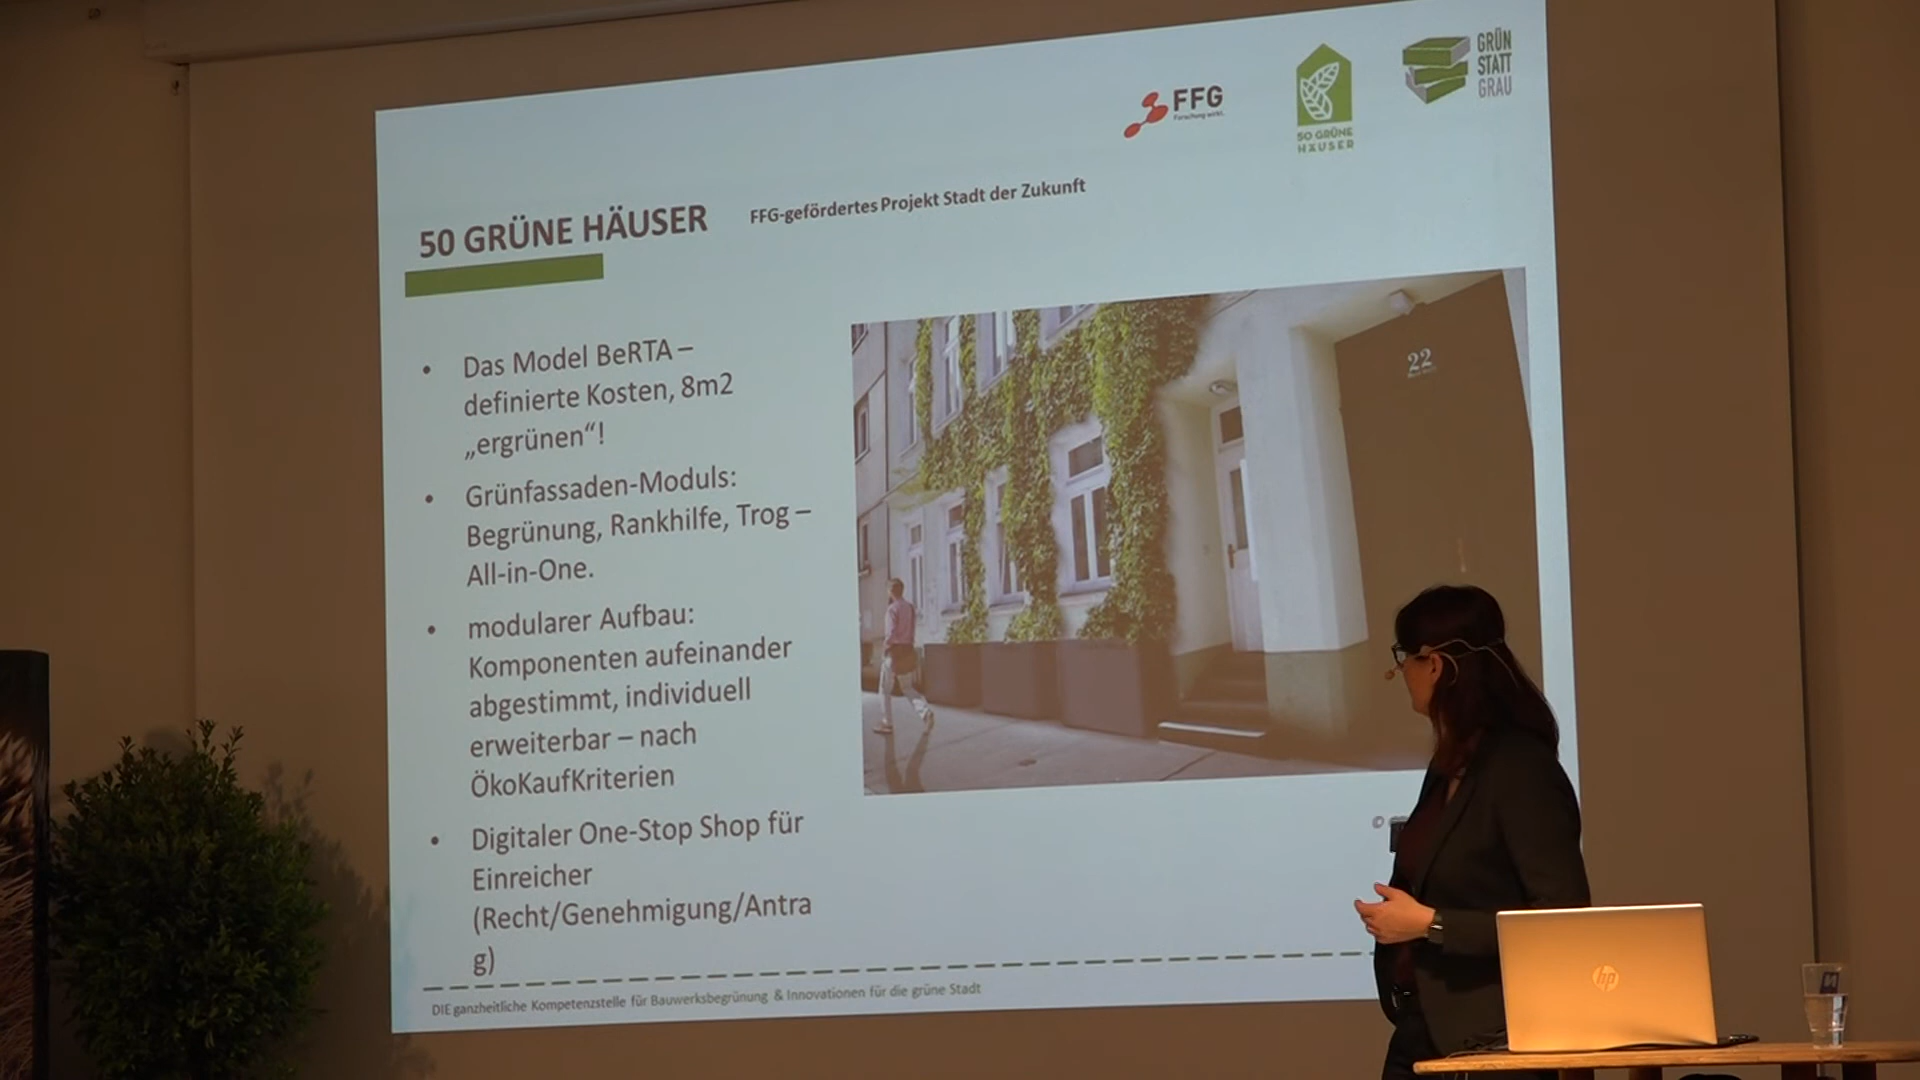 FFG
Forschung wirkt.
50 GRÜNE
HÄUSER
GRÜN
STATT
GRAU
50 GRÜNE HÄUSER
FFG-gefördertes Projekt Stadt der Zukunft
• Das Model BeRTA –
definierte Kosten, 8m2
„ergrünen“!
• Grünfassaden-Moduls:
Begrünung, Rankhilfe, Trog –
All-in-One.
• modularer Aufbau:
Komponenten aufeinander
abgestimmt, individuell
erweiterbar – nach
ÖkoKaufKriterien
• Digitaler One-Stop Shop für
Einreicher
(Recht/Genehmigung/Antra
g)
22
©
DIE ganzheitliche Kompetenzstelle für Bauwerksbegrünung & Innovationen für die grüne Stadt
hp